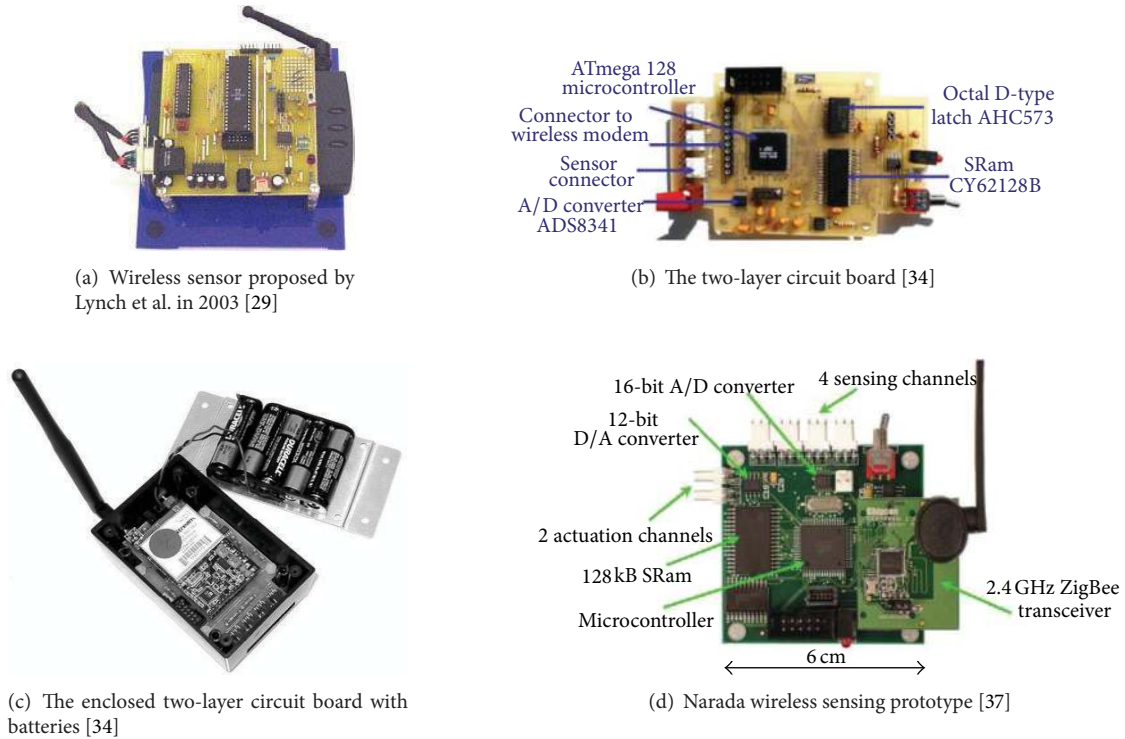 ATmega 128
microcontroller
Connector to
wireless modem
Sensor
connector
A/D converter
ADS8341
Octal D-type
latch AHC573
SRam
CY62128B
(a) Wireless sensor proposed by
Lynch et al. in 2003 [29]
(b) The two-layer circuit board [34]
DURACELL
16-bit A/D converter
4 sensing channels
12-bit
D/A converter
2 actuation channels
128 kB SRam
Microcontroller
2.4 GHz ZigBee
transceiver
6 cm
(c) The enclosed two-layer circuit board with
batteries [34]
(d) Narada wireless sensing prototype [37]